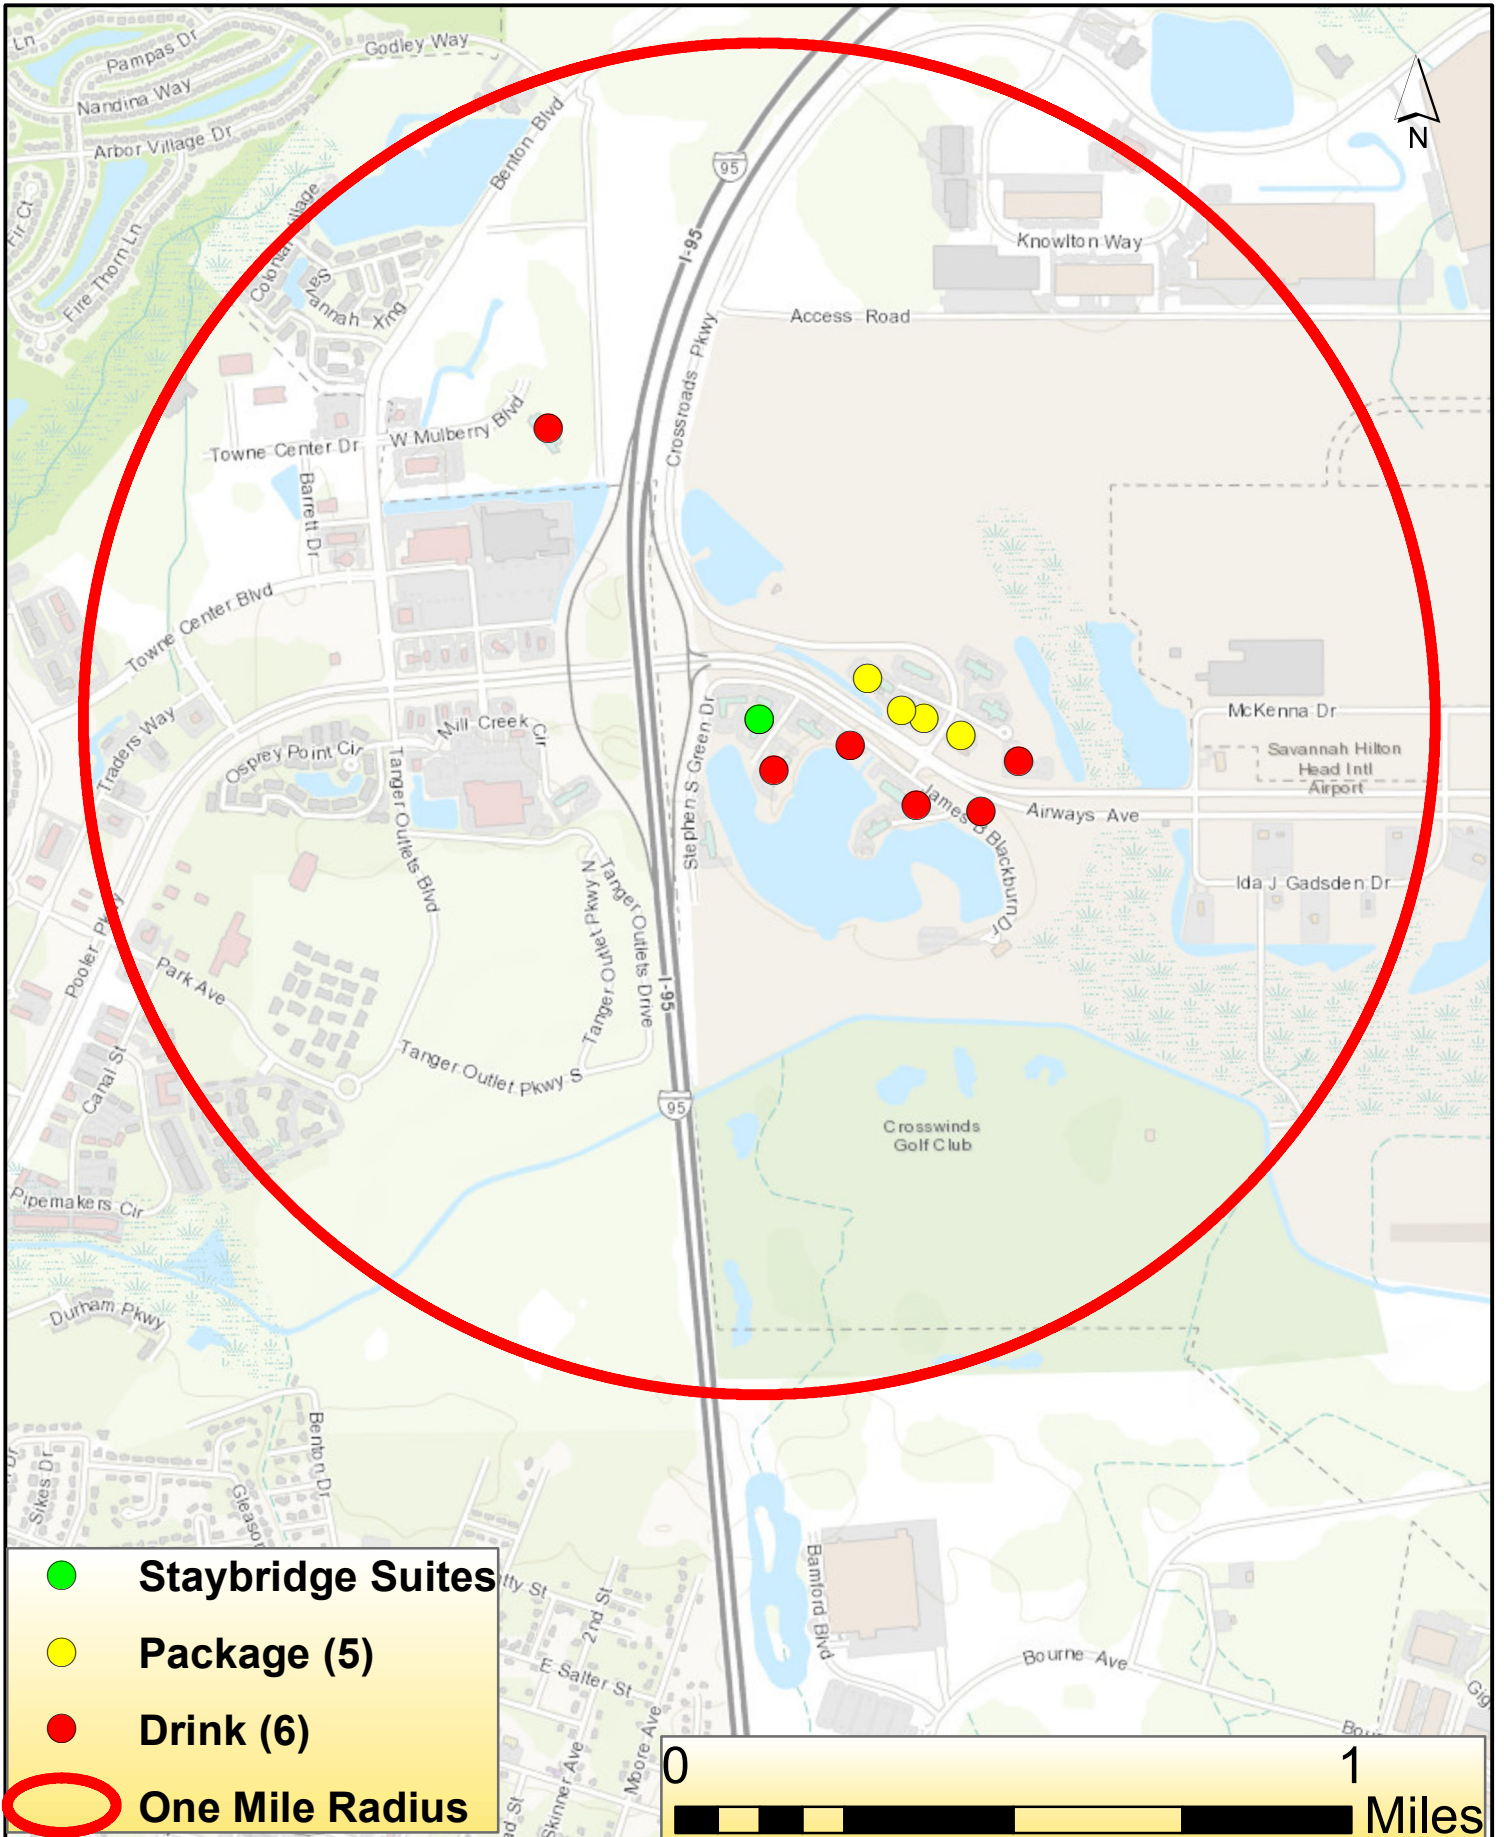 Ln
Pampas Dr
Godley Way
Nandina Way
Arbor Village Dr
Benton Blvd
N
95
Fir Ct
Fire Thorn Ln
I-95
Knowlton Way
Savannah Xing
Access Road
Crossroads Pkwy
W Mulberry Blvd
Towne Center Dr
Barrett Dr
Towne Center Blvd
Stephen S Green Dr
McKenna Dr
Mill Creek Cir
Traders Way
Osprey Point Cir
Savannah Hilton
Head Intl
Airport
Tanger Outlets Blvd
James B Blackburn Dr
Airways Ave
Ida J Gadsden Dr
Tanger Outlet Pkwy N
Tanger Outlets Drive
Pooler Pkwy
Park Ave
I-95
Canal St
Tanger Outlet Pkwy S
95
Crosswinds
Golf Club
Pipemakers Cir
Durham Pkwy
Benton Dr
Sikes Dr
Gleason
Bamford Blvd
tty St
2nd St
E Salter St
Bourne Ave
Moore Ave
Skinner Ave
ad St
Gig
Bou
Staybridge Suites
Package (5)
Drink (6)
One Mile Radius
0 1
Miles